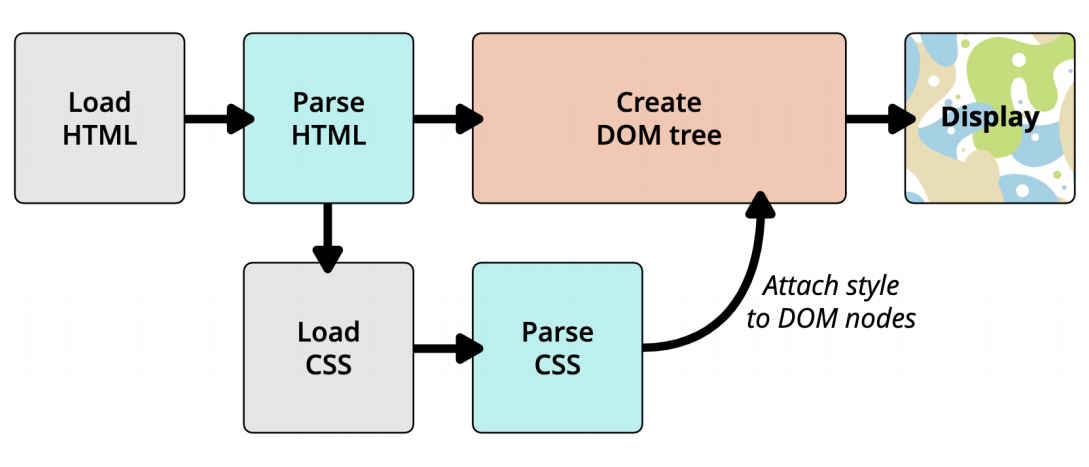 Load
HTML
Parse
HTML
Create
DOM tree
Display
Load
CSS
Parse
CSS
Attach style
to DOM nodes